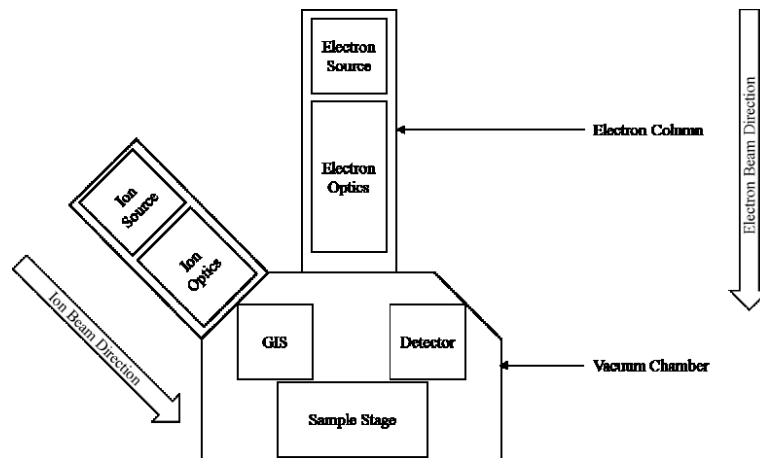 Electron
Source
Electron Column
Electron
Optics
Electron Beam Direction
Ion
Source
Ion
Optics
Ion Beam Direction
GIS
Detector
Vacuum Chamber
Sample Stage